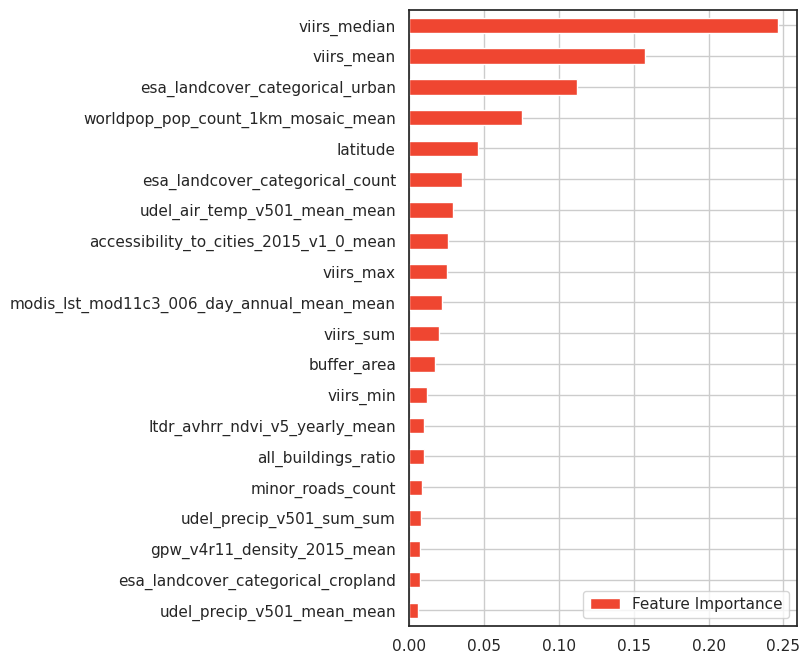 viirs_median
viirs_mean
esa_landcover_categorical_urban
worldpop_pop_count_1km_mosaic_mean
latitude
esa_landcover_categorical_count
udel_air_temp_v501_mean_mean
accessibility_to_cities_2015_v1_0_mean
viirs_max
modis_lst_mod11c3_006_day_annual_mean_mean
viirs_sum
buffer_area
viirs_min
ltdr_avhrr_ndvi_v5_yearly_mean
all_buildings_ratio
minor_roads_count
udel_precip_v501_sum_sum
gpw_v4r11_density_2015_mean
esa_landcover_categorical_cropland
udel_precip_v501_mean_mean
Feature Importance
0.00 0.05 0.10 0.15 0.20 0.25